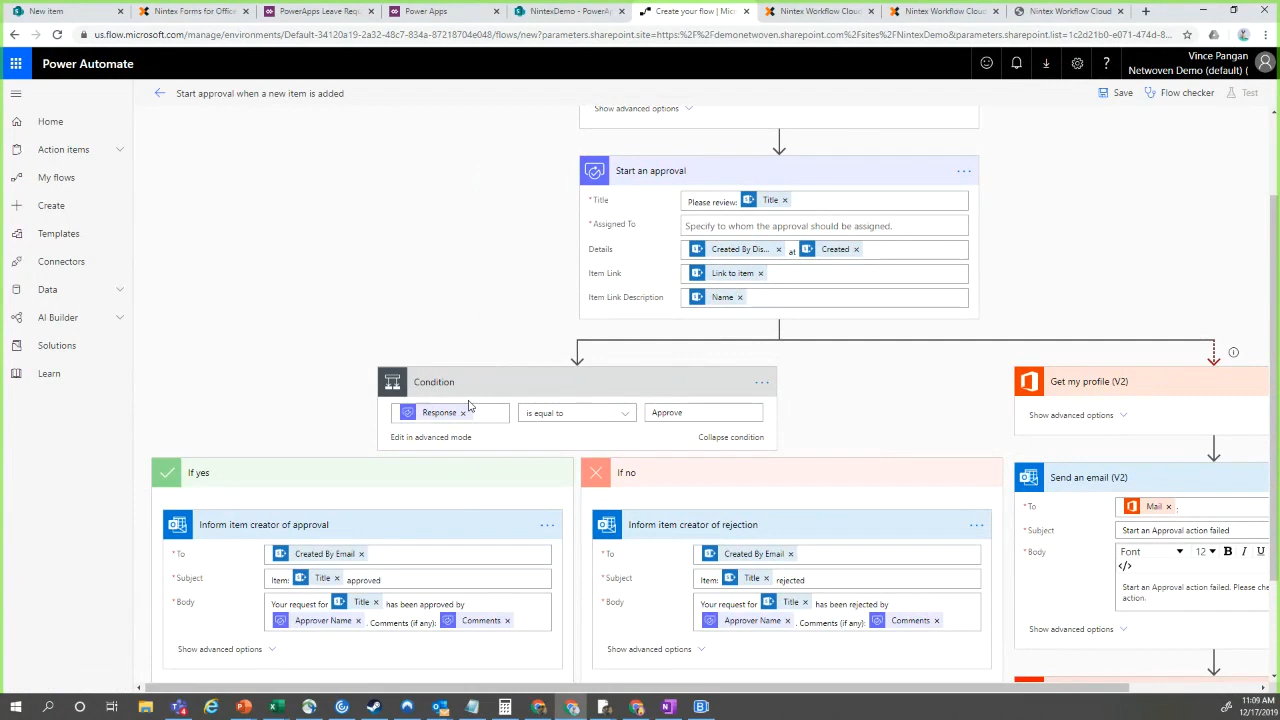 New item
Nintex Forms for Office
PowerApps Leave Requ
Power Apps
NintexDemo - PowerA
Create your flow | Micros
Nintex Workflow Cloud
Nintex Workflow Cloud
Nintex Workflow Cloud
us.flow.microsoft.com/manage/environments/Default-34120a19-2a32-48c7-834a-87218704e048/flows/new?parameters.sharepoint.site=https:%2F%2Fdemonetwoven.sharepoint.com%2Fsites%2FNintexDemo&parameters.sharepoint.list=1c2d21b0-e071-474d-8...
Power Automate
Vince Pangan
Netwoven Demo (default) (
Start approval when a new item is added
Save
Flow checker
Test
Home
Action items
My flows
Create
Templates
Connectors
Data
AI Builder
Solutions
Learn
Show advanced options
Start an approval
* Title Please review: Title ×
* Assigned To Specify to whom the approval should be assigned.
Details Created By Dis... × at Created ×
Item Link Link to item ×
Item Link Description Name ×
Condition
Response × is equal to Approve
Edit in advanced mode Collapse condition
If yes
Inform item creator of approval
* To Created By Email ×
* Subject Item: Title × approved
* Body Your request for Title × has been approved by
Approver Name × . Comments (if any): Comments ×
Show advanced options
If no
Inform item creator of rejection
* To Created By Email ×
* Subject Item: Title × rejected
* Body Your request for Title × has been rejected by
Approver Name × . Comments (if any): Comments ×
Show advanced options
Get my profile (V2)
Show advanced options
Send an email (V2)
* To Mail × ;
* Subject Start an Approval action failed
* Body Font 12 B I U
</>
Start an Approval action failed. Please che
action.
Show advanced options
11:09 AM
12/17/2019